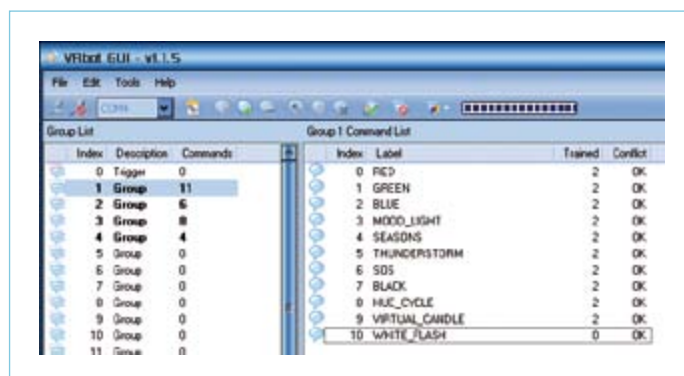 VRbot GUI - v1.1.5
File Edit Tools Help
COM4
Group List
Index Description Commands
0 Trigger 0
1 Group 11
2 Group 6
3 Group 8
4 Group 4
5 Group 0
6 Group 0
7 Group 0
8 Group 0
9 Group 0
10 Group 0
11 Group 0
Group 1 Command List
Index Label Trained Conflict
0 RED 2 OK
1 GREEN 2 OK
2 BLUE 2 OK
3 MOOD_LIGHT 2 OK
4 SEASONS 2 OK
5 THUNDERSTORM 2 OK
6 SOS 2 OK
7 BLACK 2 OK
8 HUE_CYCLE 2 OK
9 VIRTUAL_CANDLE 2 OK
10 WHITE_FLASH 0 OK